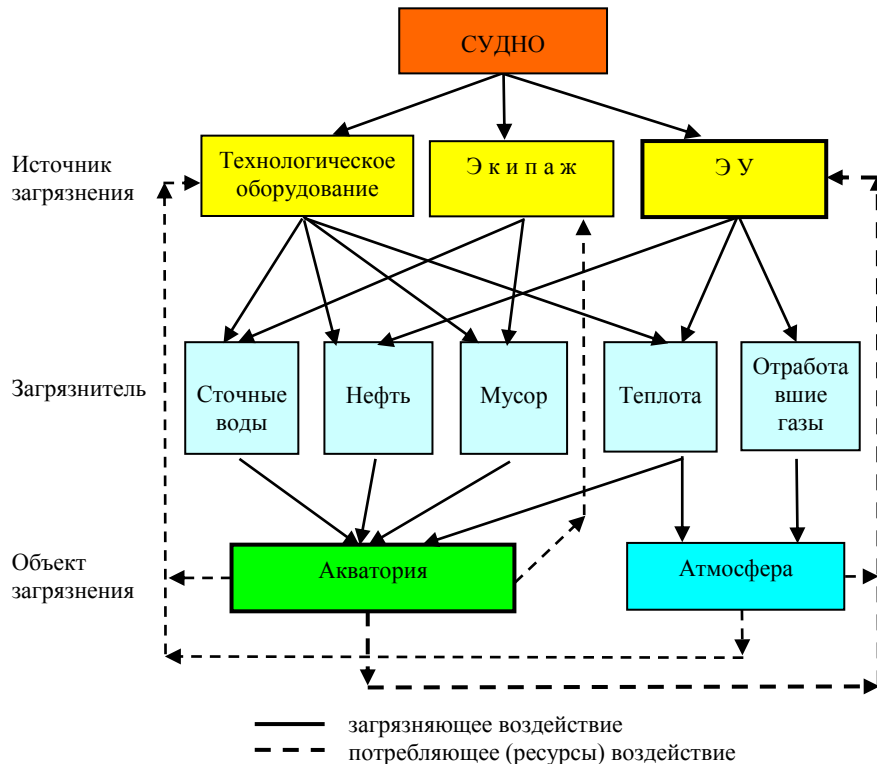 СУДНО
Источник
загрязнения
Технологическое
оборудование
Э к и п а ж
Э У
Загрязнитель
Сточные
воды
Нефть
Мусор
Теплота
Отработа
вшие
газы
Объект
загрязнения
Акватория
Атмосфера
загрязняющее воздействие
потребляющее (ресурсы) воздействие